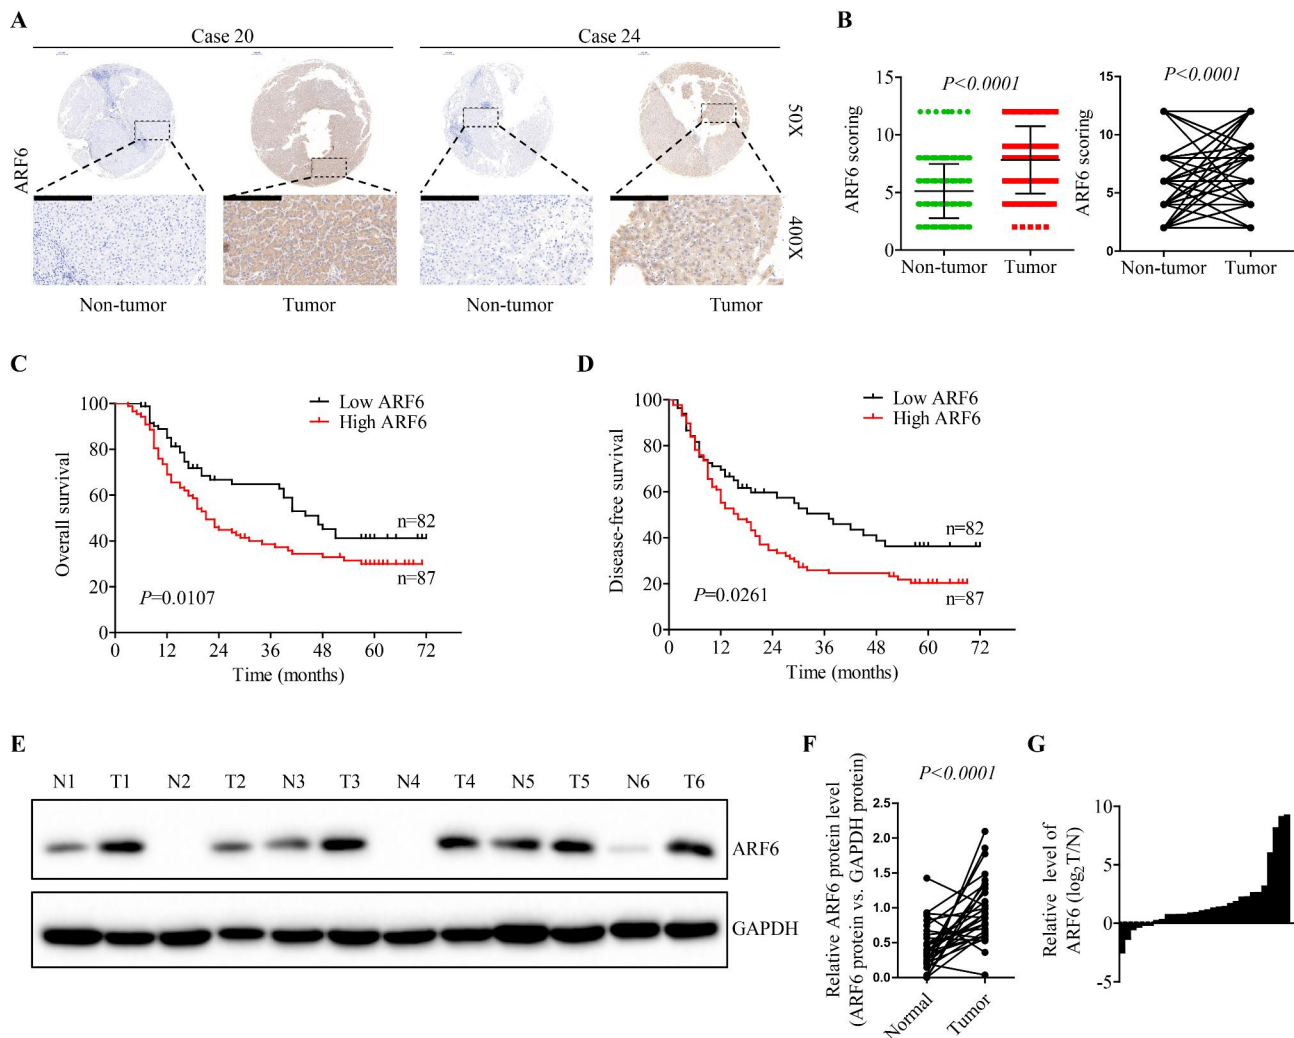 A
Case 20
Case 24
ARF6
50X
400X
Non-tumor
Tumor
Non-tumor
Tumor
B
P<0.0001
ARF6 scoring
15
10
5
0
Non-tumor
Tumor
P<0.0001
ARF6 scoring
15
10
5
0
Non-tumor
Tumor
C
Low ARF6
High ARF6
Overall survival
100
80
60
40
20
0
n=82
n=87
P=0.0107
0 12 24 36 48 60 72
Time (months)
D
Low ARF6
High ARF6
Disease-free survival
100
80
60
40
20
0
n=82
n=87
P=0.0261
0 12 24 36 48 60 72
Time (months)
E
N1 T1 N2 T2 N3 T3 N4 T4 N5 T5 N6 T6
ARF6
GAPDH
F
P<0.0001
Relative ARF6 protein level
(ARF6 protein vs. GAPDH protein)
2.5
2.0
1.5
1.0
0.5
0.0
Normal
Tumor
G
Relative level of
ARF6 (log₂T/N)
10
5
0
-5